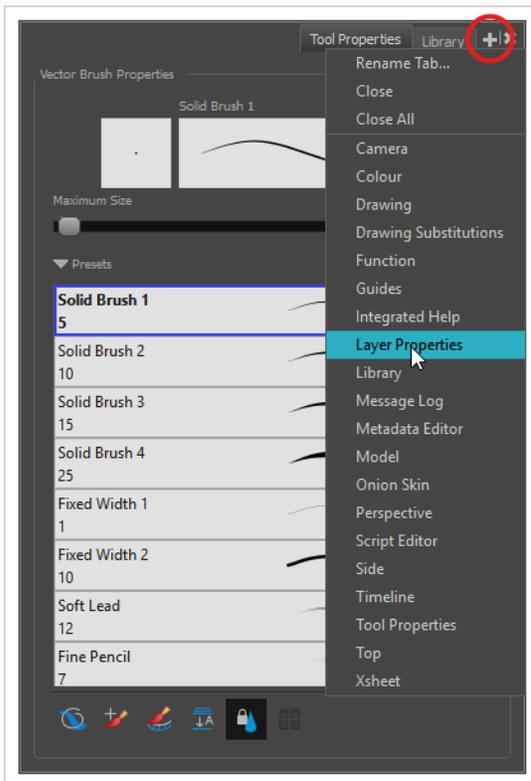 Tool Properties
Library
Rename Tab...
Close
Close All
Camera
Colour
Drawing
Drawing Substitutions
Function
Guides
Integrated Help
Layer Properties
Library
Message Log
Metadata Editor
Model
Onion Skin
Perspective
Script Editor
Side
Timeline
Tool Properties
Top
Xsheet
Vector Brush Properties
Solid Brush 1
Maximum Size
Presets
Solid Brush 1
5
Solid Brush 2
10
Solid Brush 3
15
Solid Brush 4
25
Fixed Width 1
1
Fixed Width 2
10
Soft Lead
12
Fine Pencil
7
A